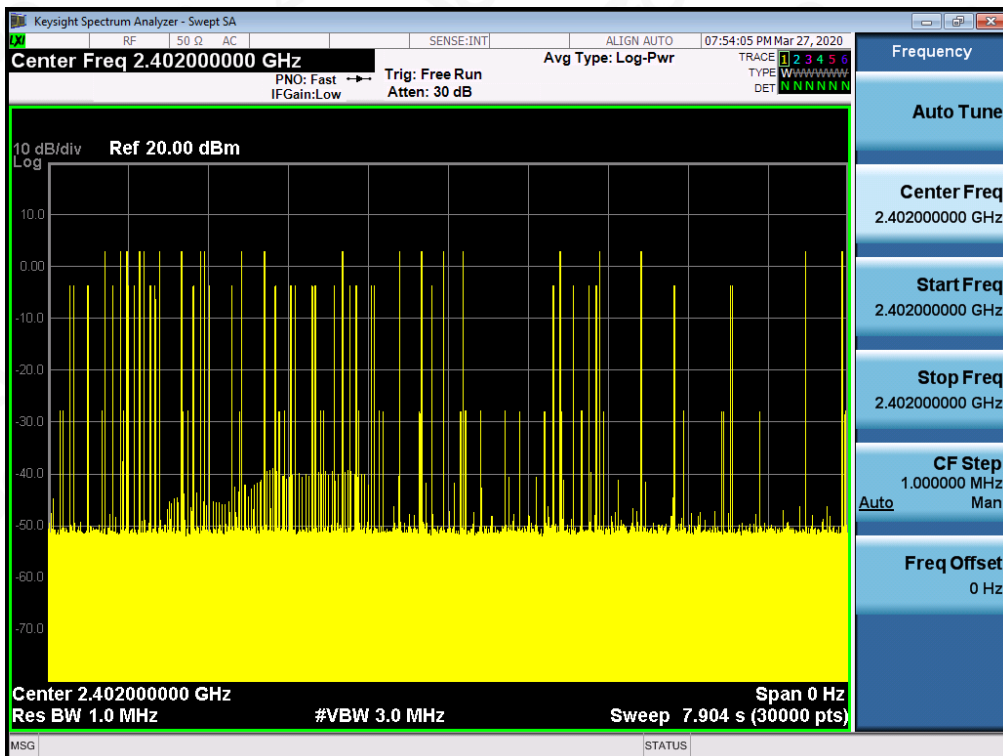 Keysight Spectrum Analyzer - Swept SA
LXI RF 50 Ω AC SENSE:INT ALIGN AUTO 07:54:05 PM Mar 27, 2020
Center Freq 2.402000000 GHz
PNO: Fast
IFGain:Low
Trig: Free Run
Atten: 30 dB
Avg Type: Log-Pwr
TRACE 1 2 3 4 5 6
TYPE WWWWWW
DET N N N N N N
10 dB/div Ref 20.00 dBm
Log
10.0
0.00
-10.0
-20.0
-30.0
-40.0
-50.0
-60.0
-70.0
Center 2.402000000 GHz Span 0 Hz
Res BW 1.0 MHz #VBW 3.0 MHz Sweep 7.904 s (30000 pts)
MSG STATUS
Frequency
Auto Tune
Center Freq
2.402000000 GHz
Start Freq
2.402000000 GHz
Stop Freq
2.402000000 GHz
CF Step
1.000000 MHz
Auto Man
Freq Offset
0 Hz